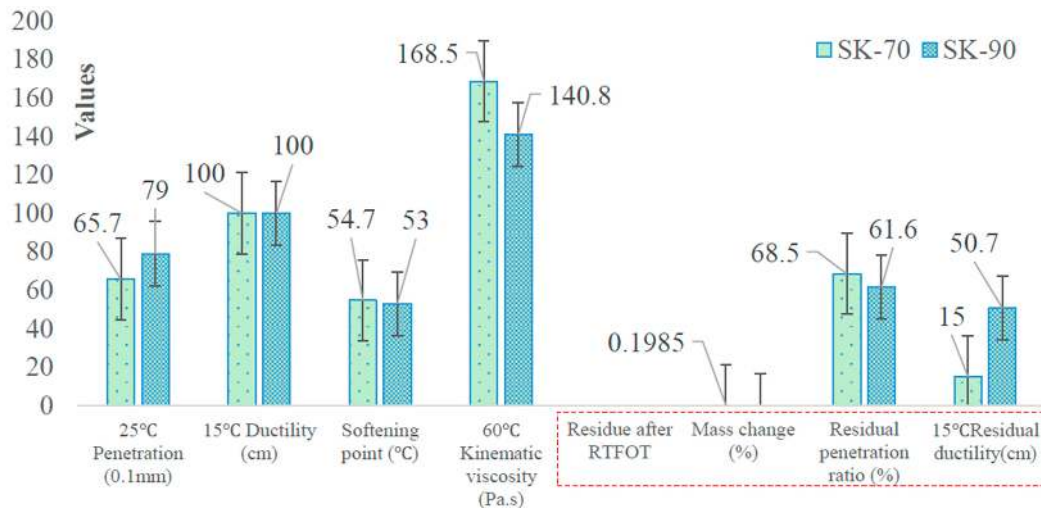 200
180
160
140
120
100
80
60
40
20
0
Values
SK-70
SK-90
65.7
79
100
100
54.7
53
168.5
140.8
0.1985
68.5
61.6
15
50.7
25℃
Penetration
(0.1mm)
15℃ Ductility
(cm)
Softening
point (℃)
60℃
Kinematic
viscosity
(Pa.s)
Residue after
RTFOT
Mass change
(%)
Residual
penetration
ratio (%)
15℃Residual
ductility(cm)